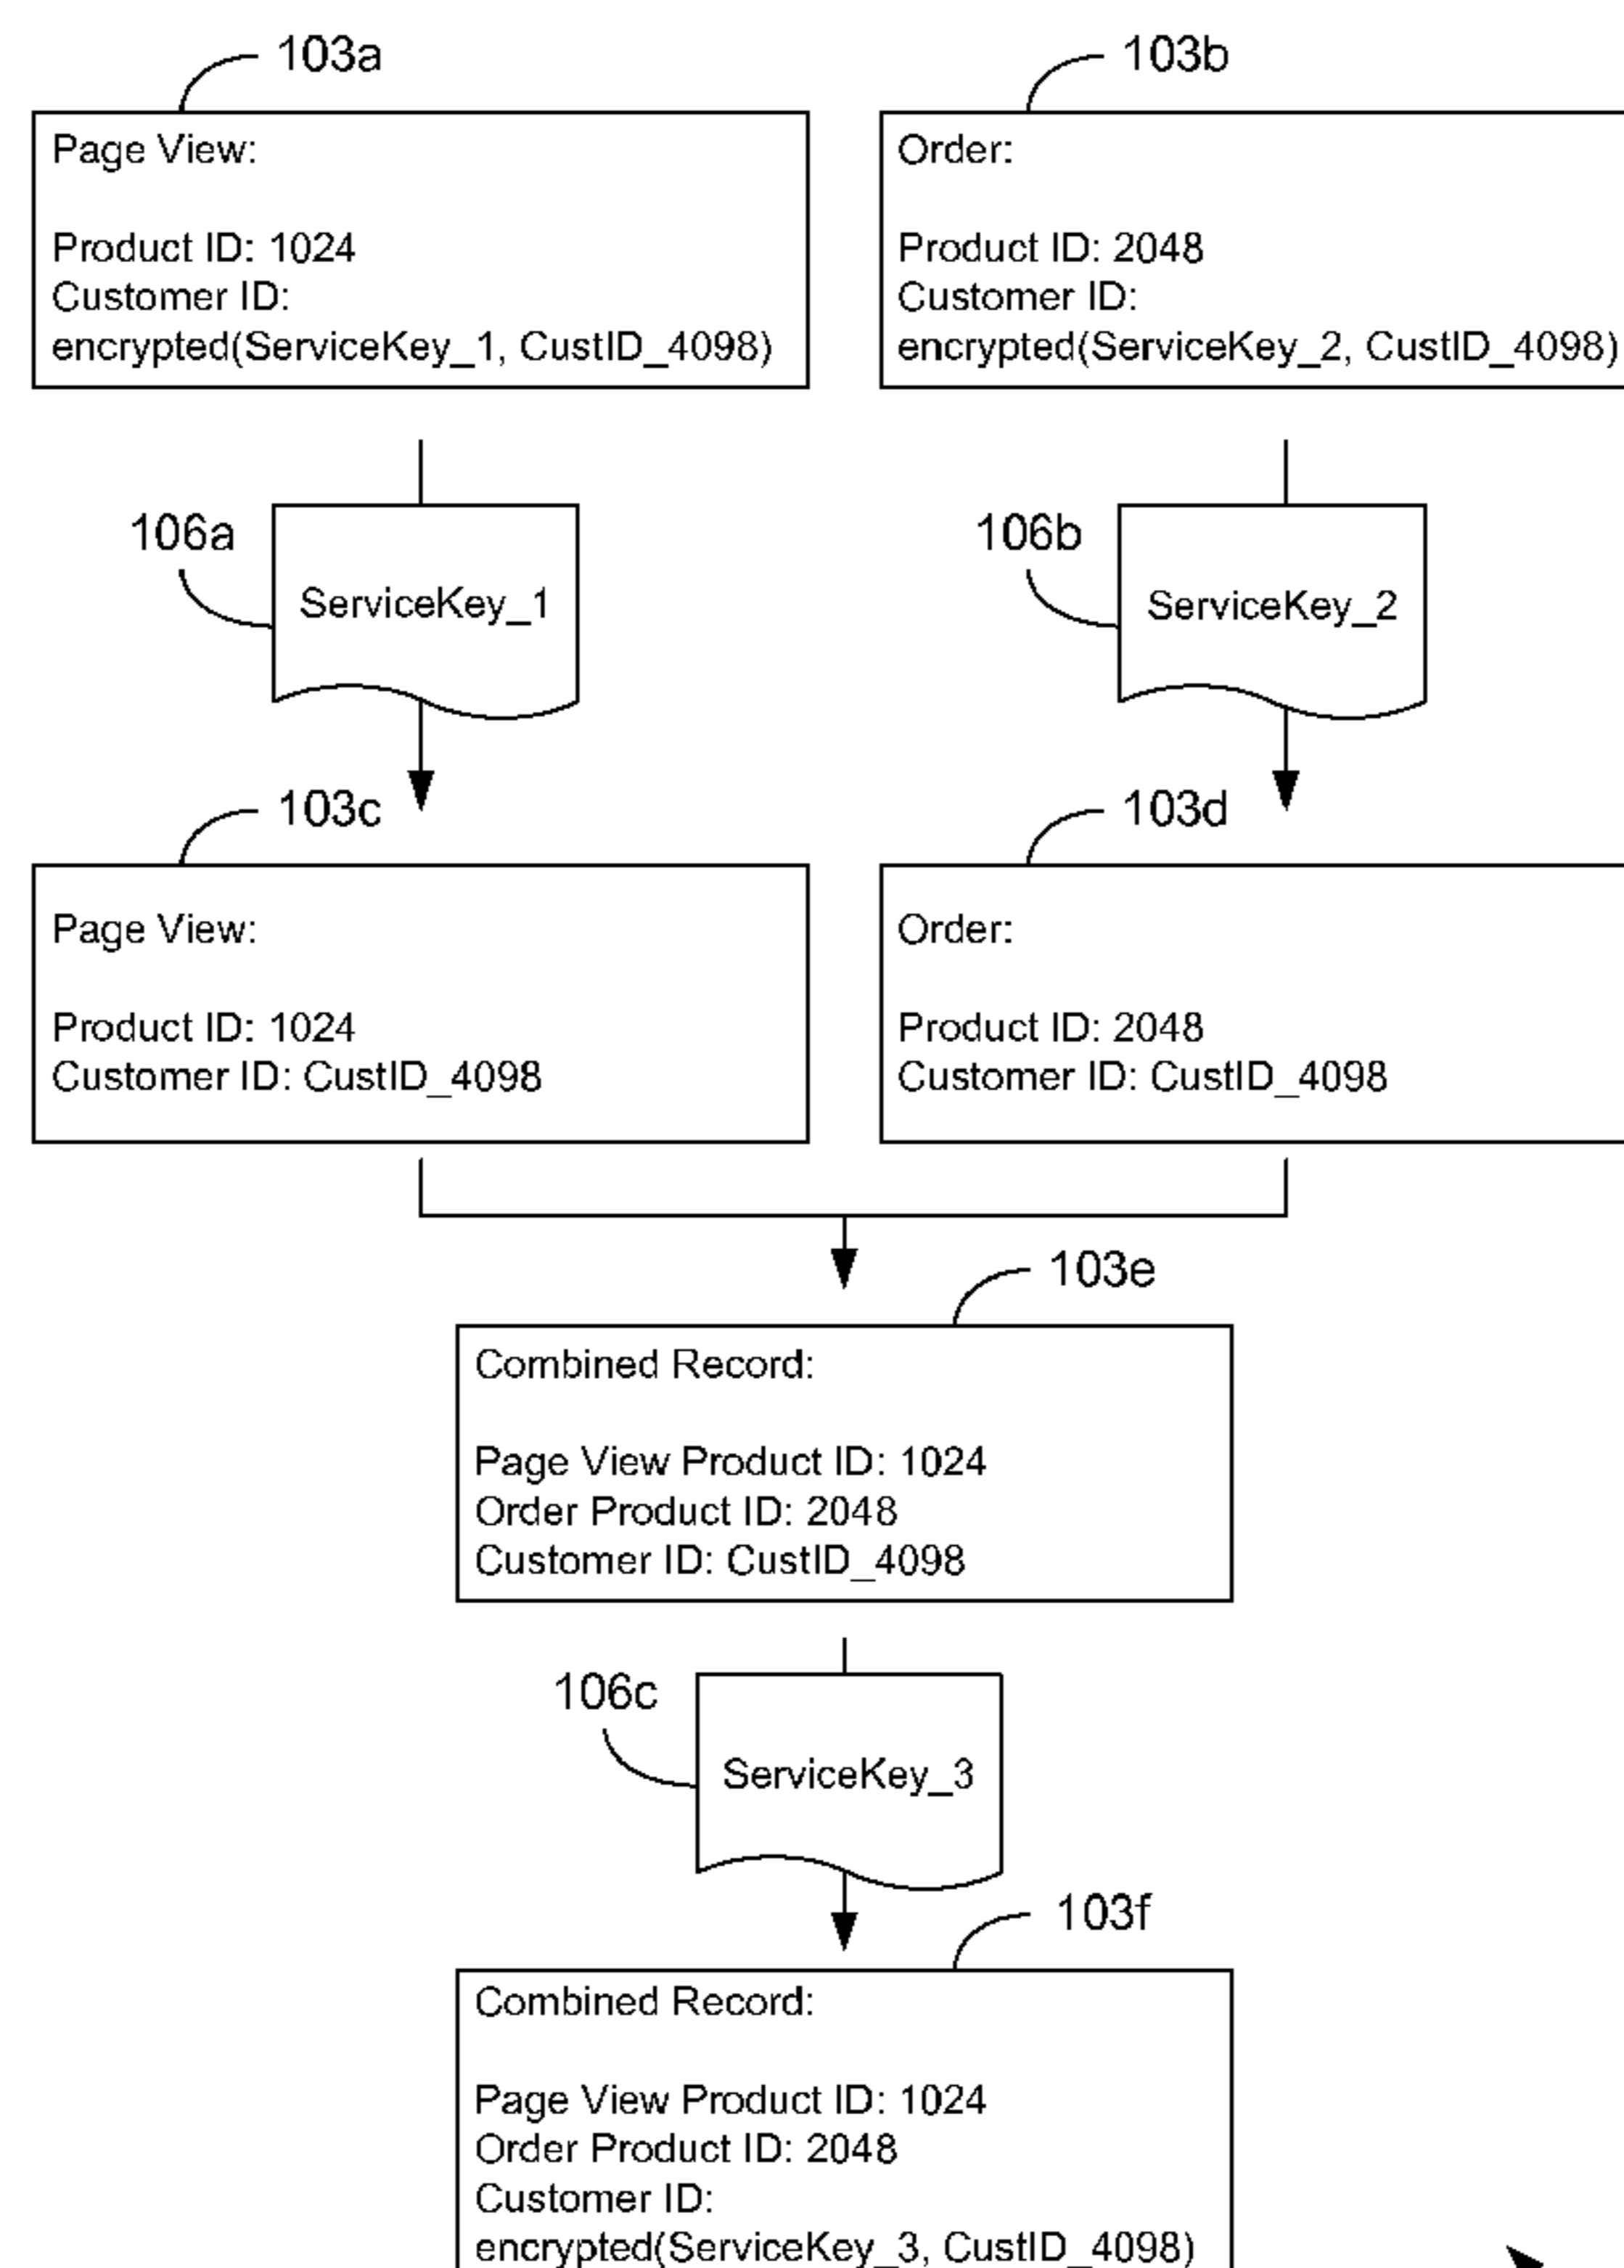 103a
Page View:
Product ID: 1024
Customer ID:
encrypted(ServiceKey_1, CustID_4098)
103b
Order:
Product ID: 2048
Customer ID:
encrypted(ServiceKey_2, CustID_4098)
106a
ServiceKey_1
106b
ServiceKey_2
103c
Page View:
Product ID: 1024
Customer ID: CustID_4098
103d
Order:
Product ID: 2048
Customer ID: CustID_4098
103e
Combined Record:
Page View Product ID: 1024
Order Product ID: 2048
Customer ID: CustID_4098
106c
ServiceKey_3
103f
Combined Record:
Page View Product ID: 1024
Order Product ID: 2048
Customer ID:
encrypted(ServiceKey_3, CustID_4098)